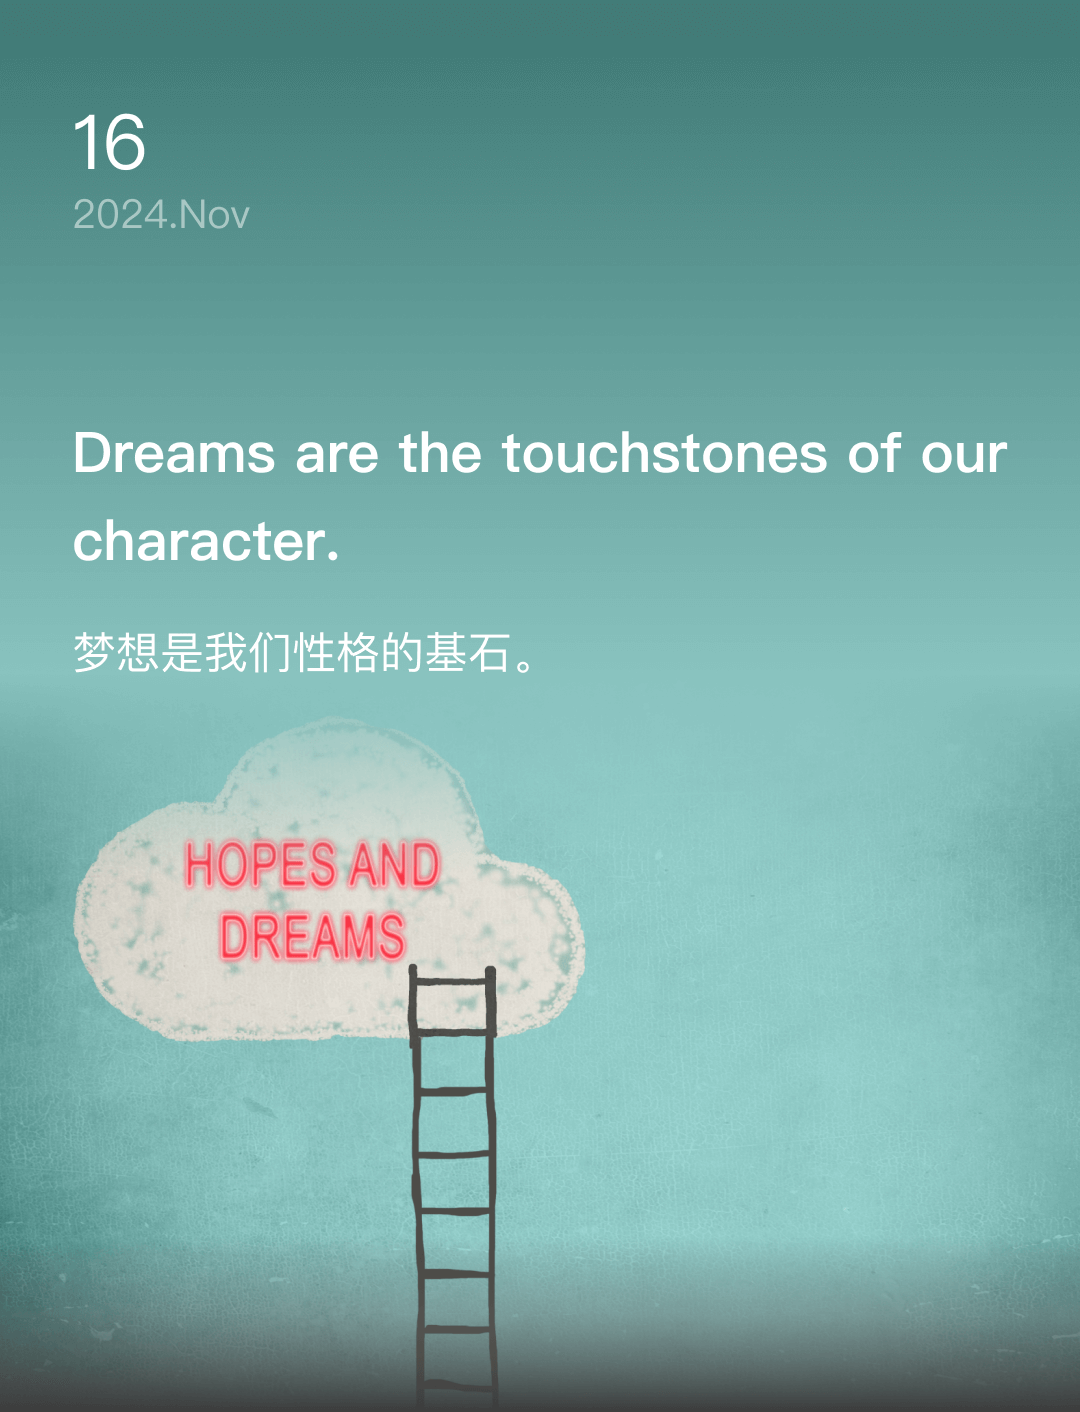 16
2024.Nov
Dreams are the touchstones of our
character.
梦想是我们性格的基石。
HOPES AND
DREAMS